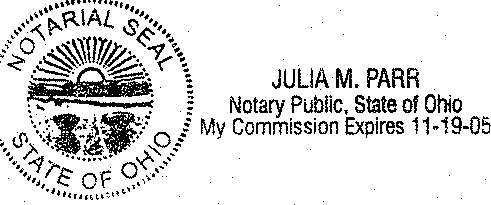 NOTARIAL SEAL
STATE OF OHIO
JULIA M. PARR
Notary Public, State of Ohio
My Commission Expires 11-19-05